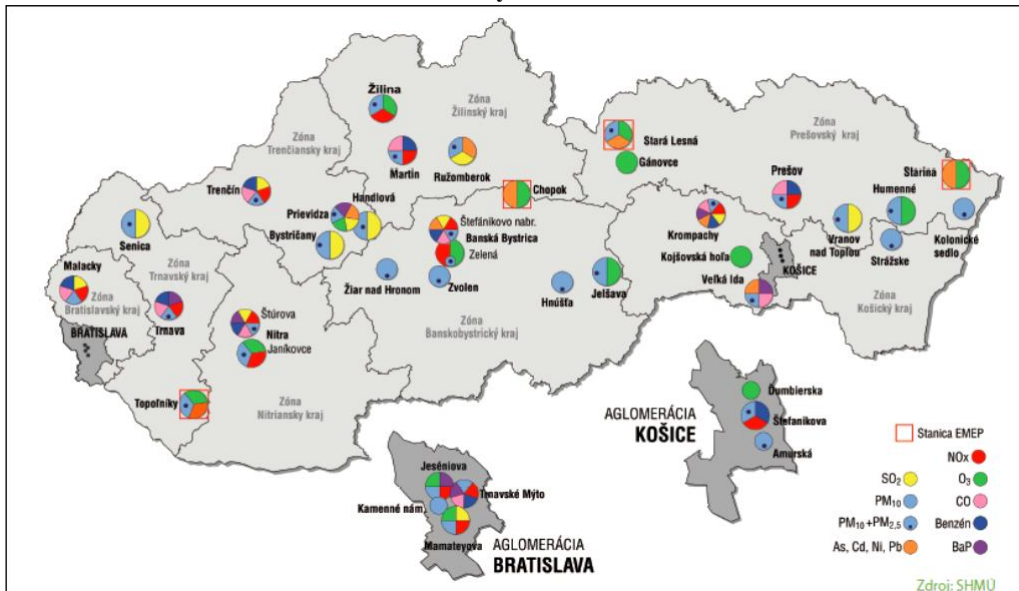 Žilina
Zóna
Žilinský kraj
Zóna
Trenčiansky kraj
Martin
Ružomberok
Trenčín
Prievidza
Handlová
Bystričany
Senica
Malacky
Zóna
Bratislavský kraj
BRATISLAVA
Zóna
Trnavský kraj
Trnava
Topoľníky
Štúrova
Nitra
Janíkovce
Zóna
Nitriansky kraj
Chopok
Štefánikovo nabr.
Banská Bystrica
Zelená
Žiar nad Hronom
Zvolen
Hnúšťa
Jelšava
Zóna
Banskobystrický kraj
Stará Lesná
Gánovce
Zóna
Prešovský kraj
Prešov
Starina
Humenné
Vranov
nad Topľou
Kolonické
sedlo
Strážske
Krompachy
Kojšovská hoľa
KOŠICE
Veľká Ida
Zóna
Košický kraj
AGLOMERÁCIA
KOŠICE
Ďumbierska
Štefánikova
Amurská
Jeséniova
Trnavské Mýto
Kamenné nám.
Mamateyova
AGLOMERÁCIA
BRATISLAVA
Stanica EMEP
NOx
SO₂
O₃
PM₁₀
CO
PM₁₀+PM₂,₅
Benzén
As, Cd, Ni, Pb
BaP
Zdroj: SHMÚ